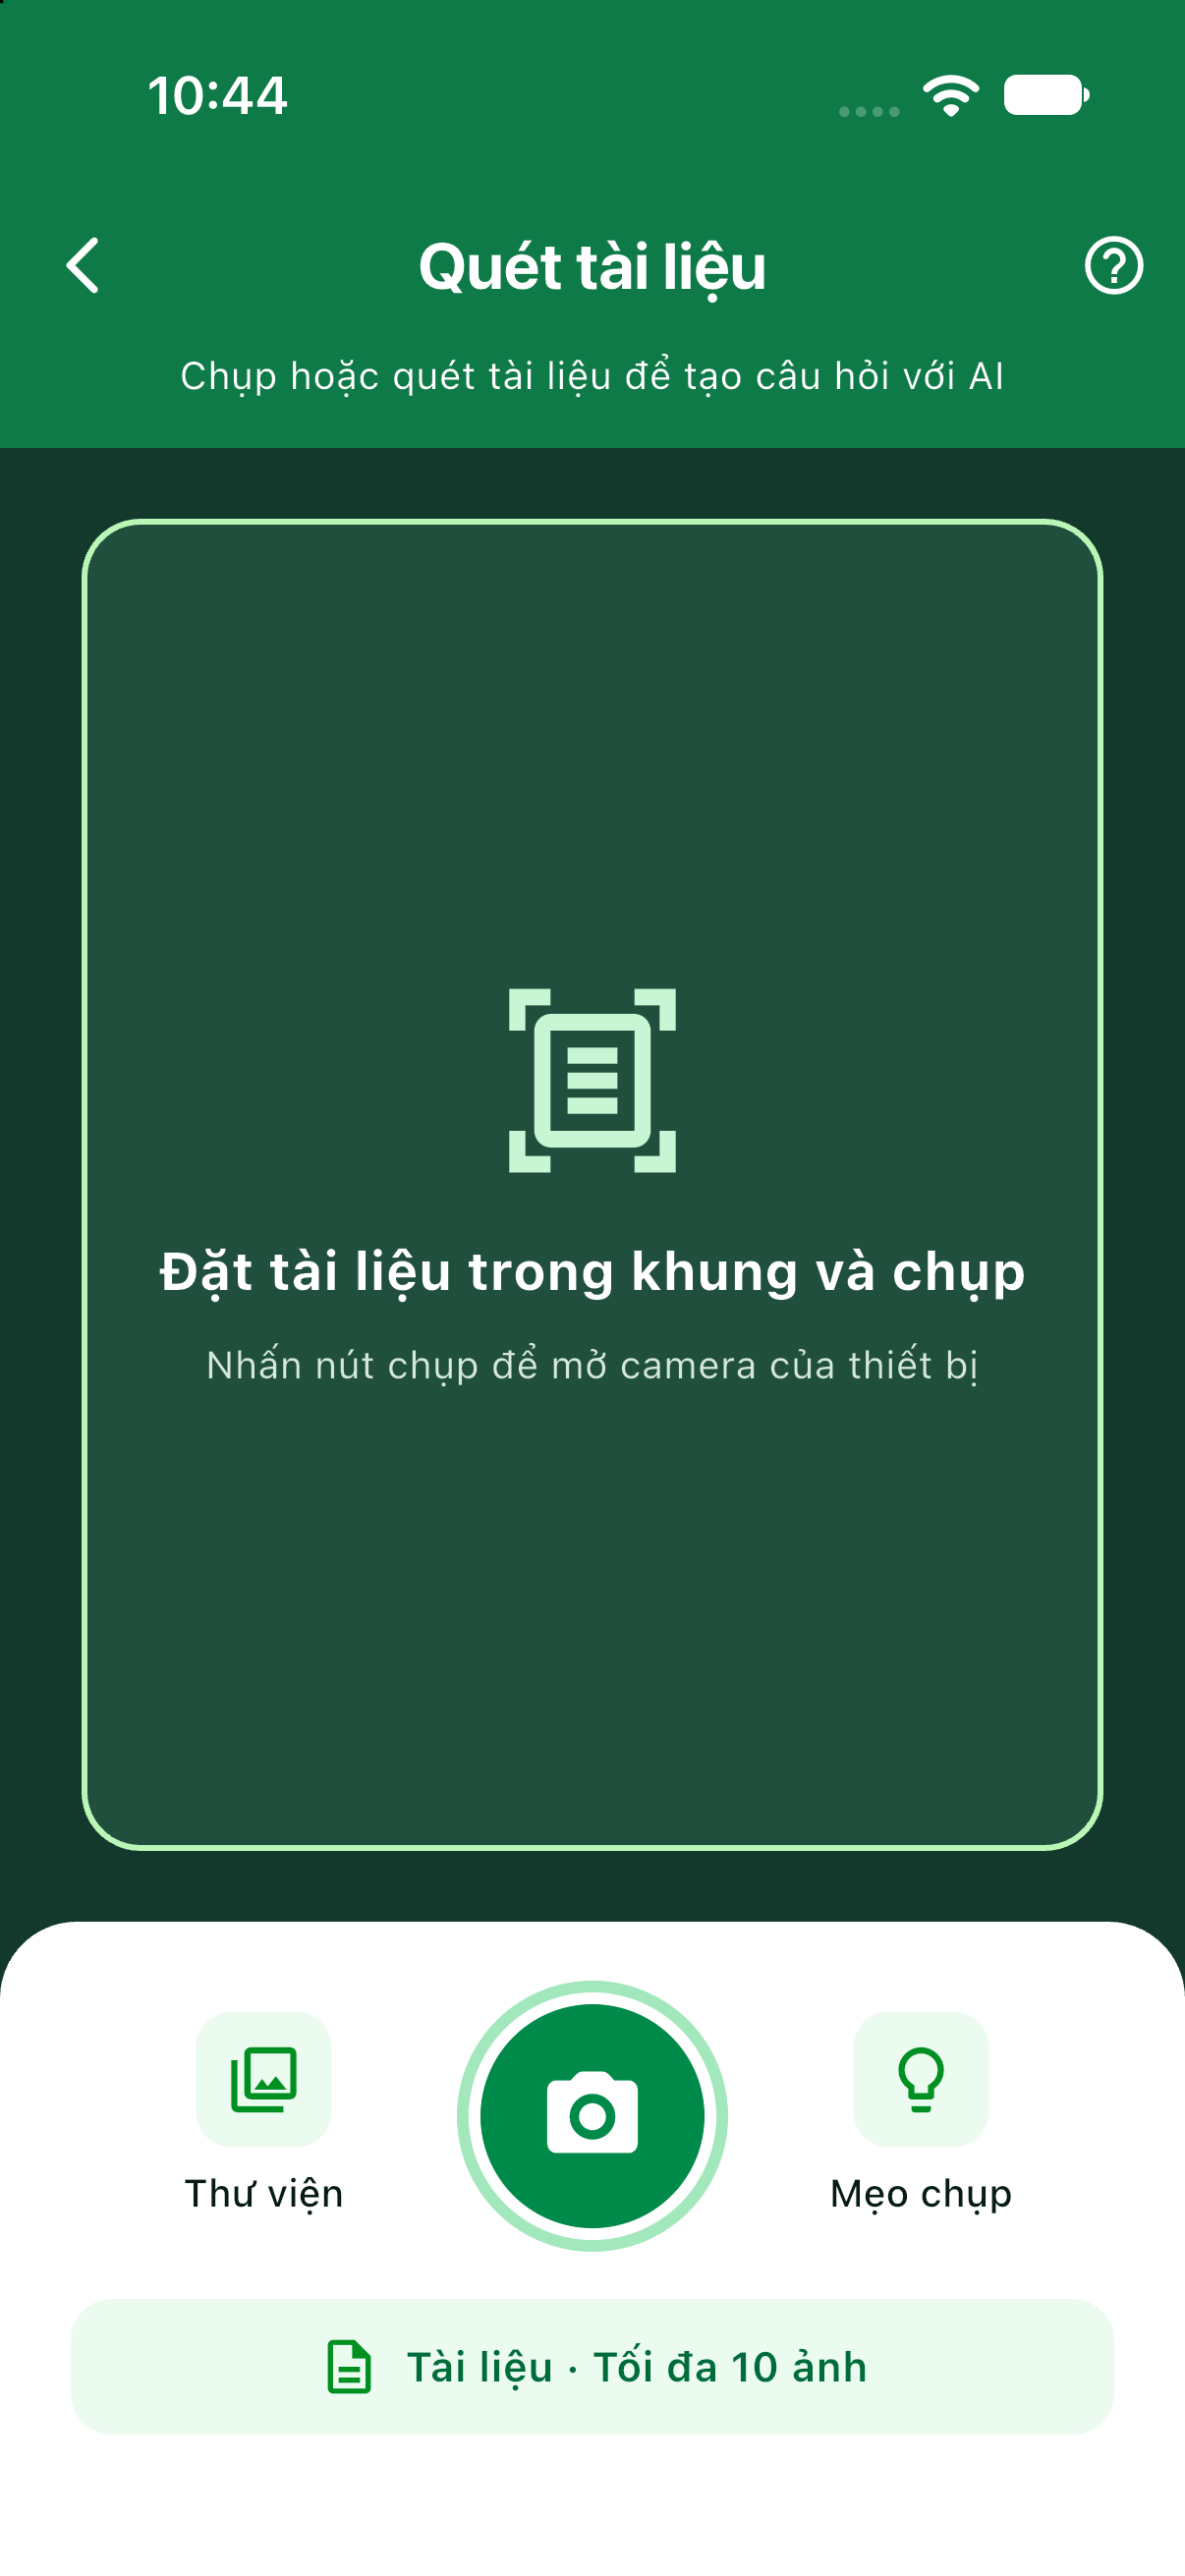 10:44
Quét tài liệu
Chụp hoặc quét tài liệu để tạo câu hỏi với AI
Đặt tài liệu trong khung và chụp
Nhấn nút chụp để mở camera của thiết bị
Thư viện
Mẹo chụp
Tài liệu · Tối đa 10 ảnh